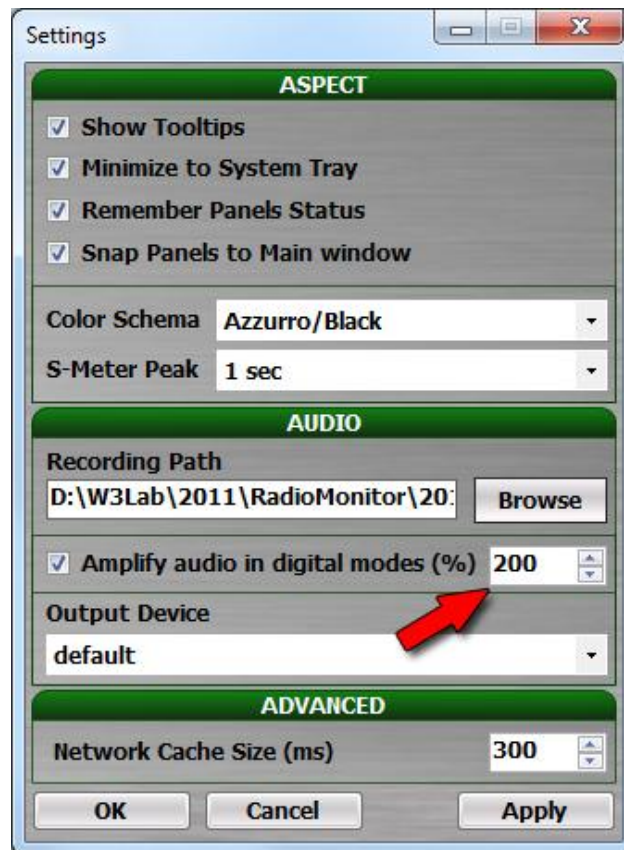 Settings
ASPECT
Show Tooltips
Minimize to System Tray
Remember Panels Status
Snap Panels to Main window
Color Schema Azzurro/Black
S-Meter Peak 1 sec
AUDIO
Recording Path
D:\W3Lab\2011\RadioMonitor\20 Browse
Amplify audio in digital modes (%) 200
Output Device
default
ADVANCED
Network Cache Size (ms) 300
OK Cancel Apply